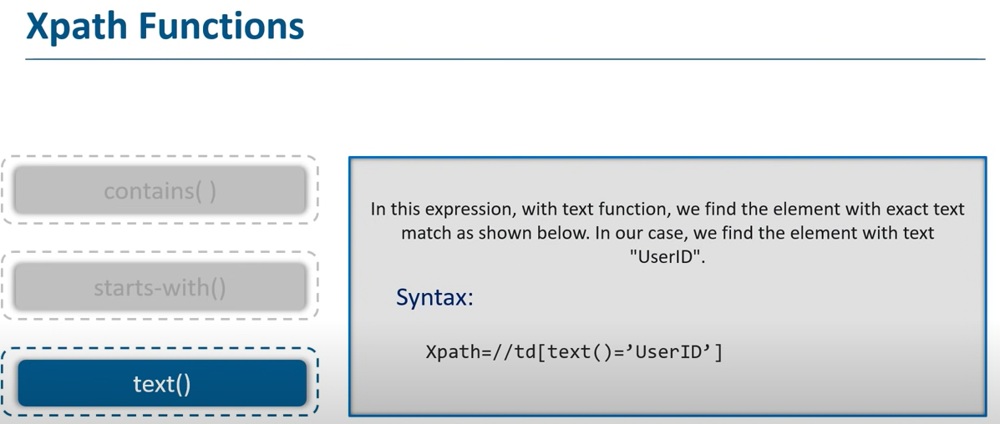 Xpath Functions
contains( )
starts-with()
text()
In this expression, with text function, we find the element with exact text
match as shown below. In our case, we find the element with text
"UserID".
Syntax:
Xpath=//td[text()=’UserID’]